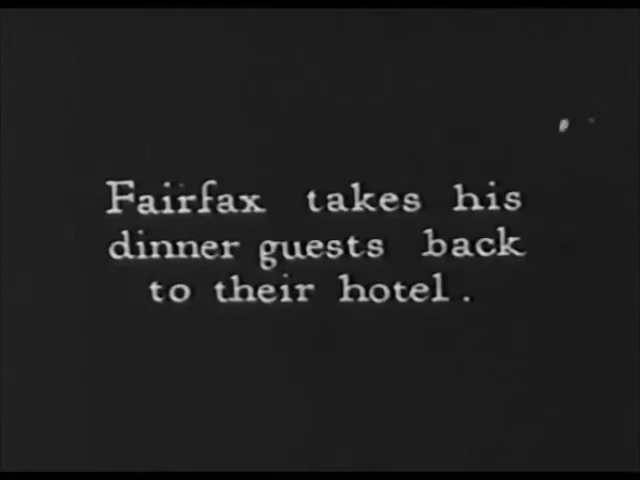 Fairfax takes his
dinner guests back
to their hotel.